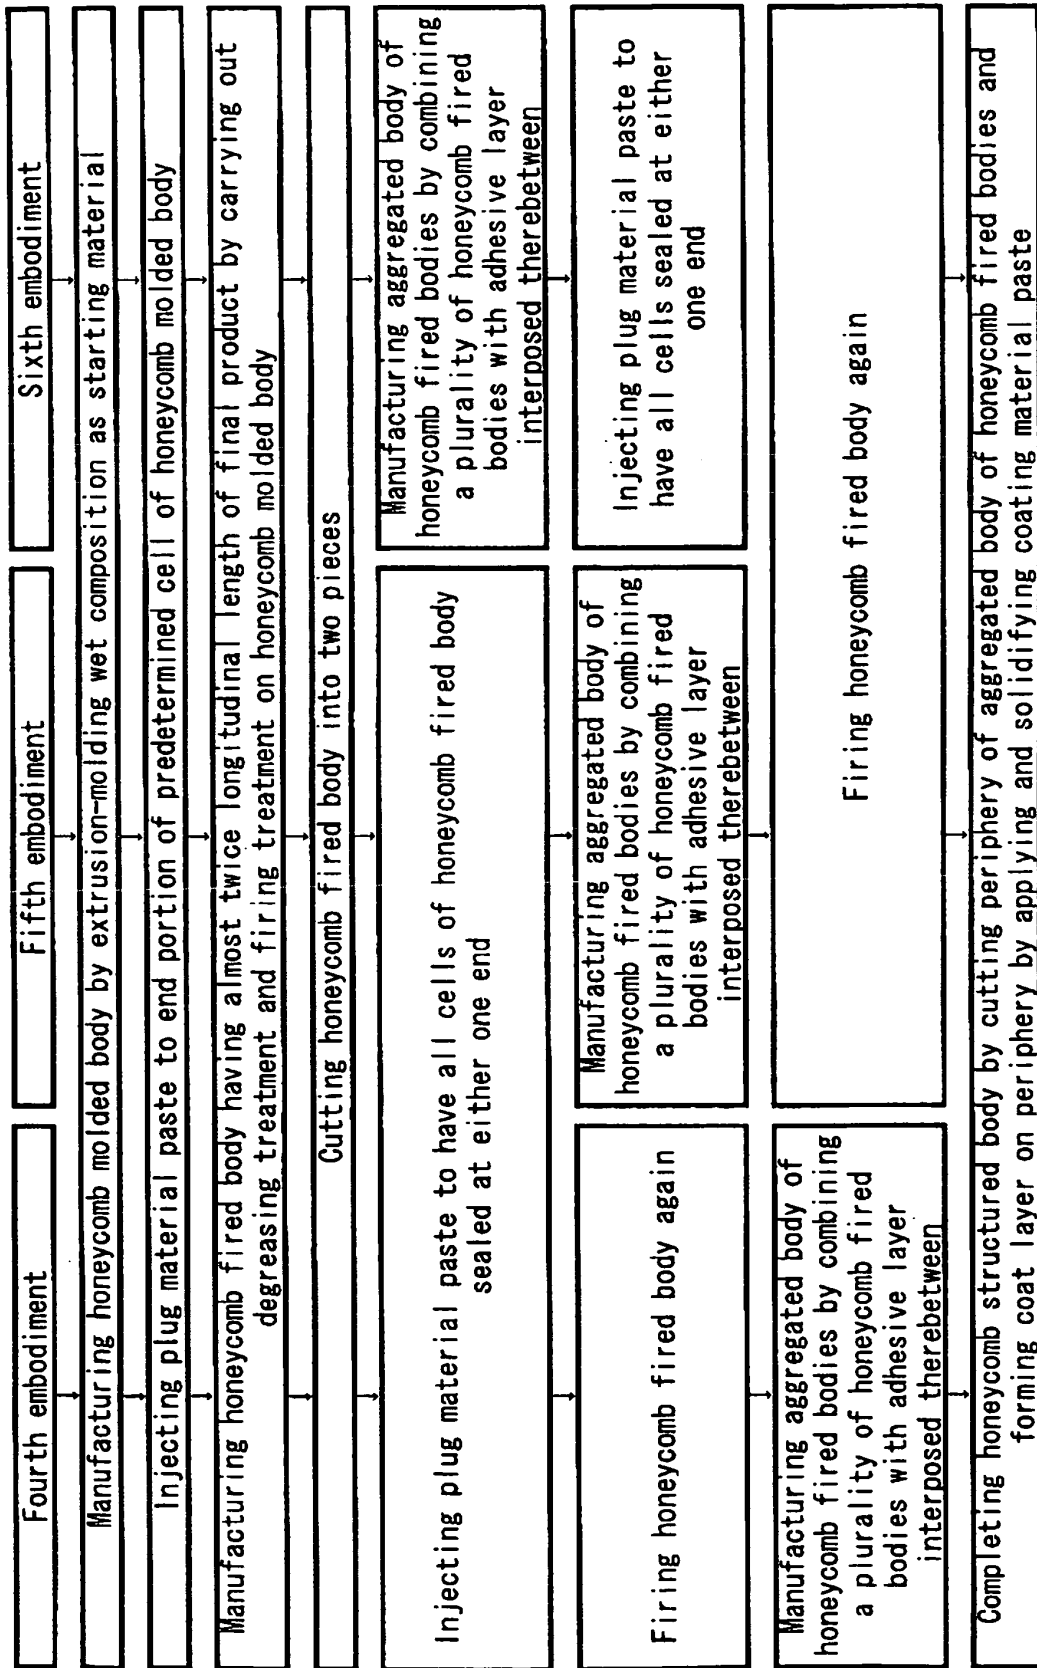 Fourth embodiment
Fifth embodiment
Sixth embodiment
Manufacturing honeycomb molded body by extrusion-molding wet composition as starting material
Injecting plug material paste to end portion of predetermined cell of honeycomb molded body
Manufacturing honeycomb fired body having almost twice longitudinal length of final product by carrying out
degreasing treatment and firing treatment on honeycomb molded body
Cutting honeycomb fired body into two pieces
Injecting plug material paste to have all cells of honeycomb fired body
sealed at either one end
Manufacturing aggregated body of
honeycomb fired bodies by combining
a plurality of honeycomb fired
bodies with adhesive layer
interposed therebetween
Firing honeycomb fired body again
Manufacturing aggregated body of
honeycomb fired bodies by combining
a plurality of honeycomb fired
bodies with adhesive layer
interposed therebetween
Injecting plug material paste to
have all cells sealed at either
one end
Manufacturing aggregated body of
honeycomb fired bodies by combining
a plurality of honeycomb fired
bodies with adhesive layer
interposed therebetween
Firing honeycomb fired body again
Completing honeycomb structured body by cutting periphery of aggregated body of honeycomb fired bodies and
forming coat layer on periphery by applying and solidifying coating material paste